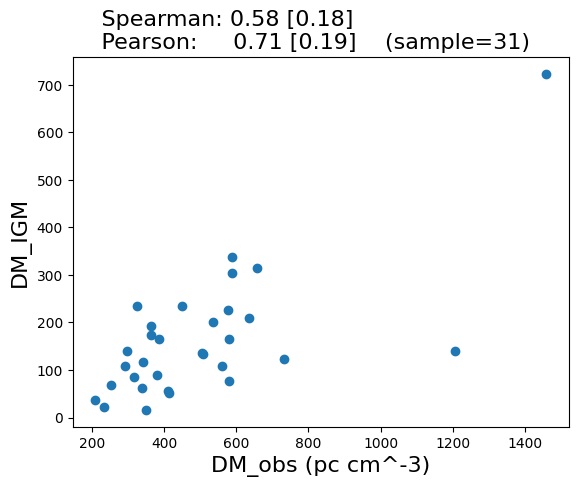 Spearman: 0.58 [0.18]
Pearson: 0.71 [0.19] (sample=31)
700
600
500
400
300
200
100
0
DM_IGM
200 400 600 800 1000 1200 1400
DM_obs (pc cm^-3)